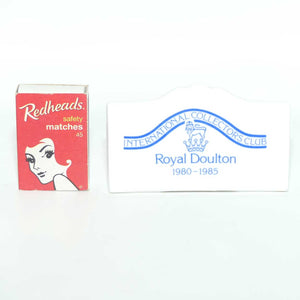 Redheads.
safety
matches
45
INTERNATIONAL COLLECTORS CLUB
Royal Doulton
1980-1985